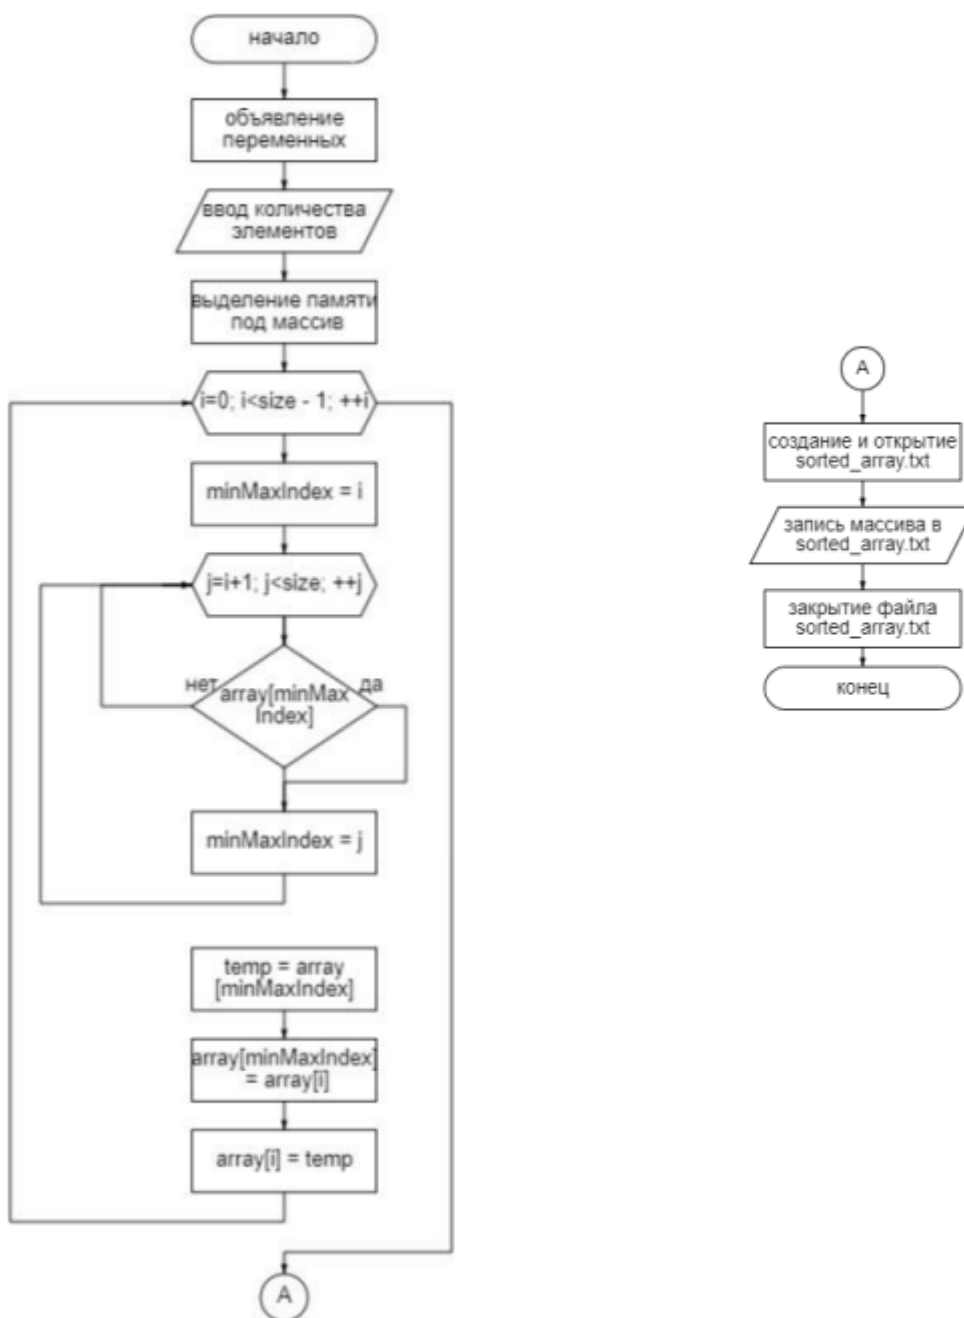 начало
объявление
переменных
ввод количества
элементов
выделение памяти
под массив
i=0; i<size - 1; ++i
minMaxIndex = i
j=i+1; j<size; ++j
нет
да
array[minMax
Index]
minMaxIndex = j
temp = array
[minMaxIndex]
array[minMaxIndex]
= array[i]
array[i] = temp
A
A
создание и открытие
sorted_array.txt
запись массива в
sorted_array.txt
закрытие файла
sorted_array.txt
конец